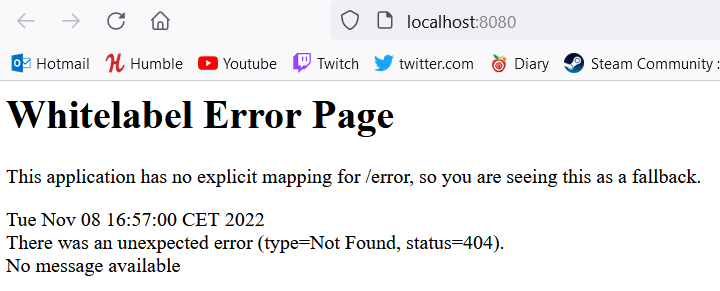 localhost:8080
Hotmail Humble Youtube Twitch twitter.com Diary Steam Community :
Whitelabel Error Page
This application has no explicit mapping for /error, so you are seeing this as a fallback.
Tue Nov 08 16:57:00 CET 2022
There was an unexpected error (type=Not Found, status=404).
No message available